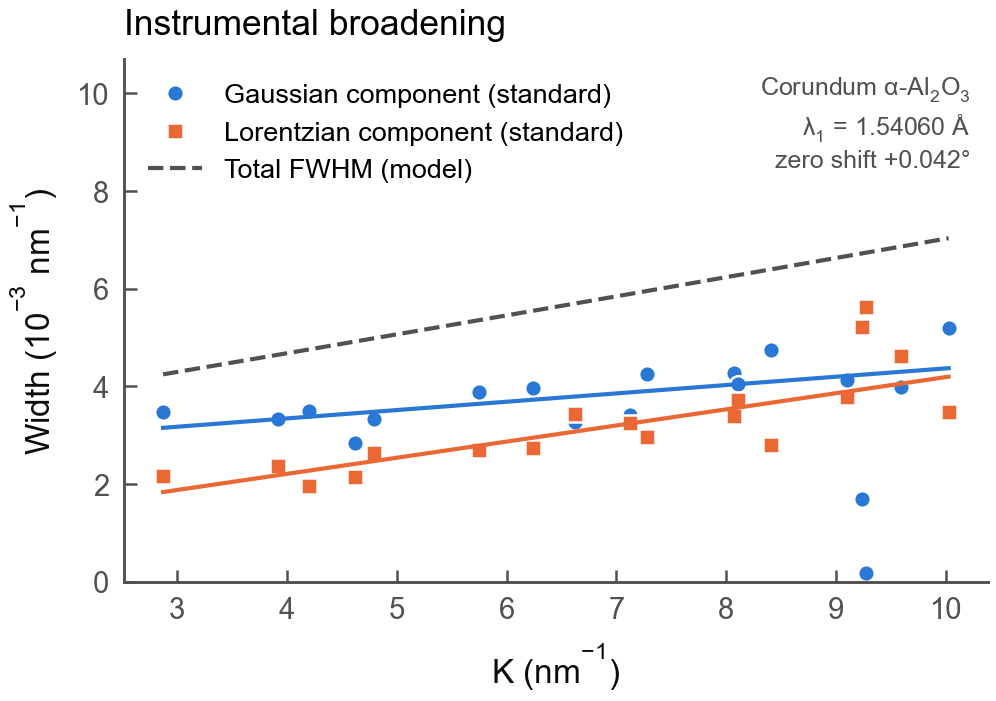 Instrumental broadening
Gaussian component (standard)
Lorentzian component (standard)
Total FWHM (model)
Corundum α-Al₂O₃
λ₁ = 1.54060 Å
zero shift +0.042°
Width (10⁻³ nm⁻¹)
10
8
6
4
2
0
3 4 5 6 7 8 9 10
K (nm⁻¹)